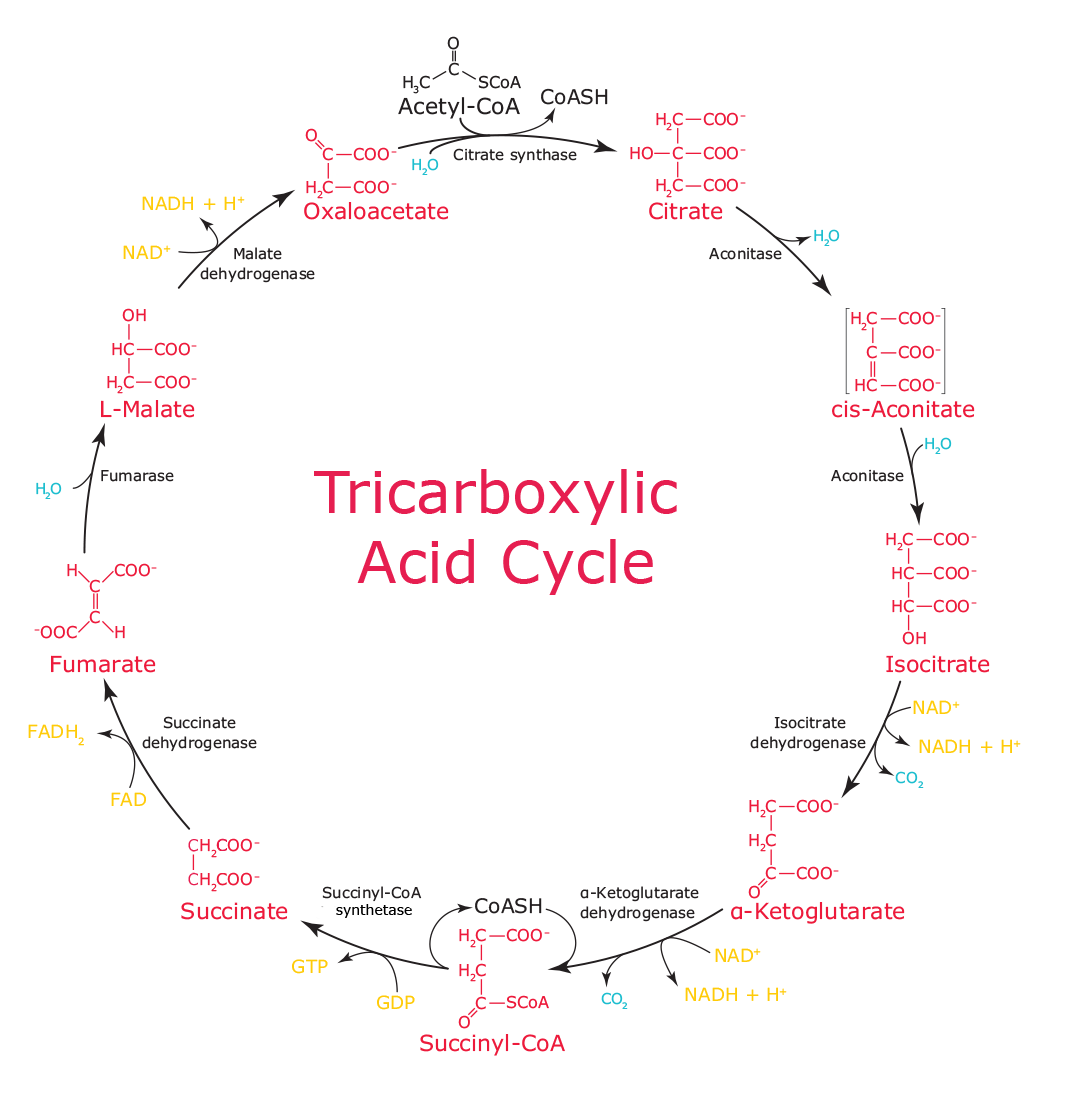 O
H₃C
C
SCoA
Acetyl-CoA
CoASH
H₂O
Citrate synthase
O
C—COO⁻
H₂C—COO⁻
Oxaloacetate
H₂C—COO⁻
HO—C—COO⁻
H₂C—COO⁻
Citrate
H₂O
Aconitase
H₂C—COO⁻
C—COO⁻
HC—COO⁻
cis-Aconitate
H₂O
Aconitase
H₂C—COO⁻
HC—COO⁻
HC—COO⁻
OH
Isocitrate
Isocitrate
dehydrogenase
NAD⁺
NADH + H⁺
CO₂
H₂C—COO⁻
H₂C
C—COO⁻
O
α-Ketoglutarate
α-Ketoglutarate
dehydrogenase
NAD⁺
NADH + H⁺
CO₂
CoASH
H₂C—COO⁻
H₂C
C—SCoA
O
Succinyl-CoA
Succinyl-CoA
synthetase
GTP
GDP
CH₂COO⁻
CH₂COO⁻
Succinate
Succinate
dehydrogenase
FADH₂
FAD
H
COO⁻
C
C
⁻OOC
H
Fumarate
Fumarase
H₂O
OH
HC—COO⁻
H₂C—COO⁻
L-Malate
NADH + H⁺
NAD⁺
Malate
dehydrogenase
Tricarboxylic
Acid Cycle